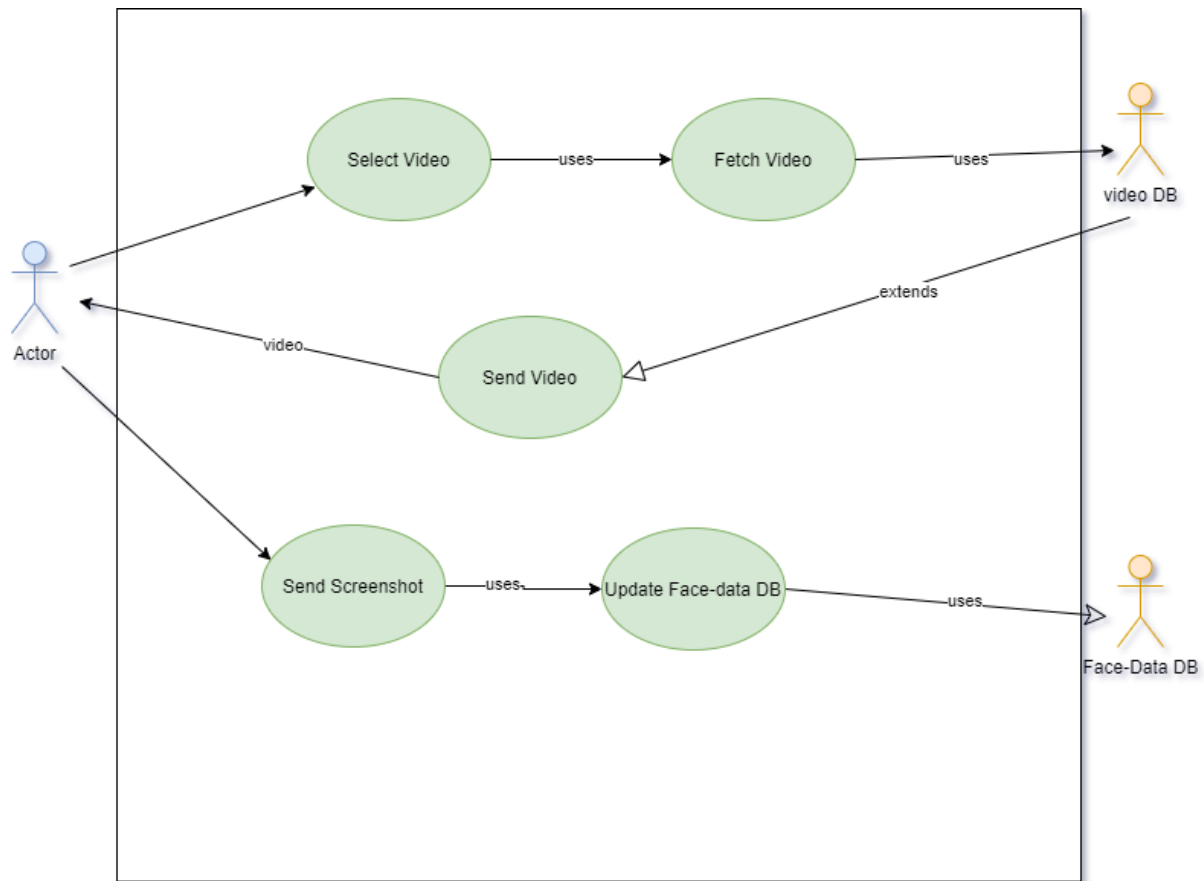 Select Video
uses
Fetch Video
uses
video DB
extends
Actor
video
Send Video
Send Screenshot
uses
Update Face-data DB
uses
Face-Data DB